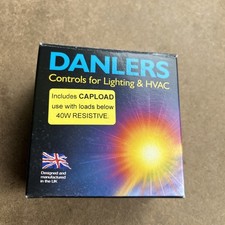 DANLERS
Controls for Lighting & HVAC
Includes CAPLOAD
use with loads below
40W RESISTIVE.
Designed and
manufactured
in the UK